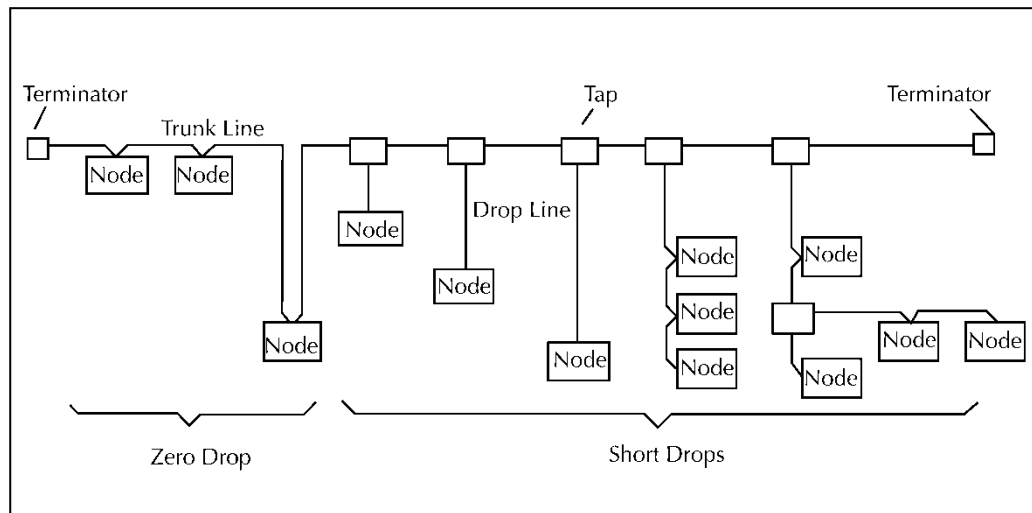 Terminator
Tap
Terminator
Trunk Line
Node
Node
Drop Line
Node
Node
Node
Node
Node
Node
Node
Node
Node
Node
Node
Node
Zero Drop
Short Drops